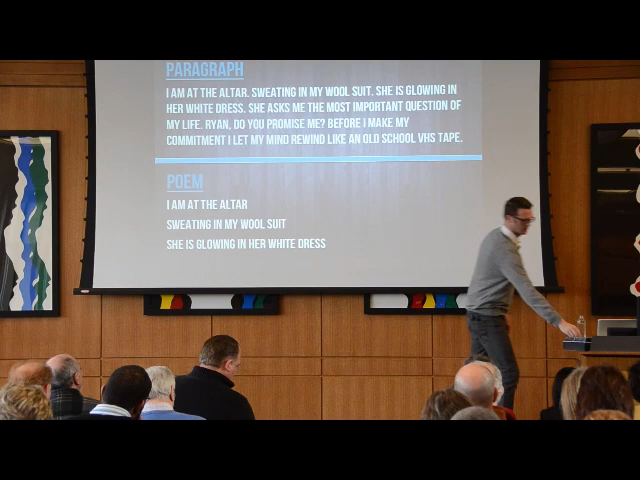 PARAGRAPH
I AM AT THE ALTAR. SWEATING IN MY WOOL SUIT. SHE IS GLOWING IN
HER WHITE DRESS. SHE ASKS ME THE MOST IMPORTANT QUESTION OF
MY LIFE. RYAN, DO YOU PROMISE ME? BEFORE I MAKE MY
COMMITMENT I LET MY MIND REWIND LIKE AN OLD SCHOOL VHS TAPE.
POEM
I AM AT THE ALTAR
SWEATING IN MY WOOL SUIT
SHE IS GLOWING IN HER WHITE DRESS